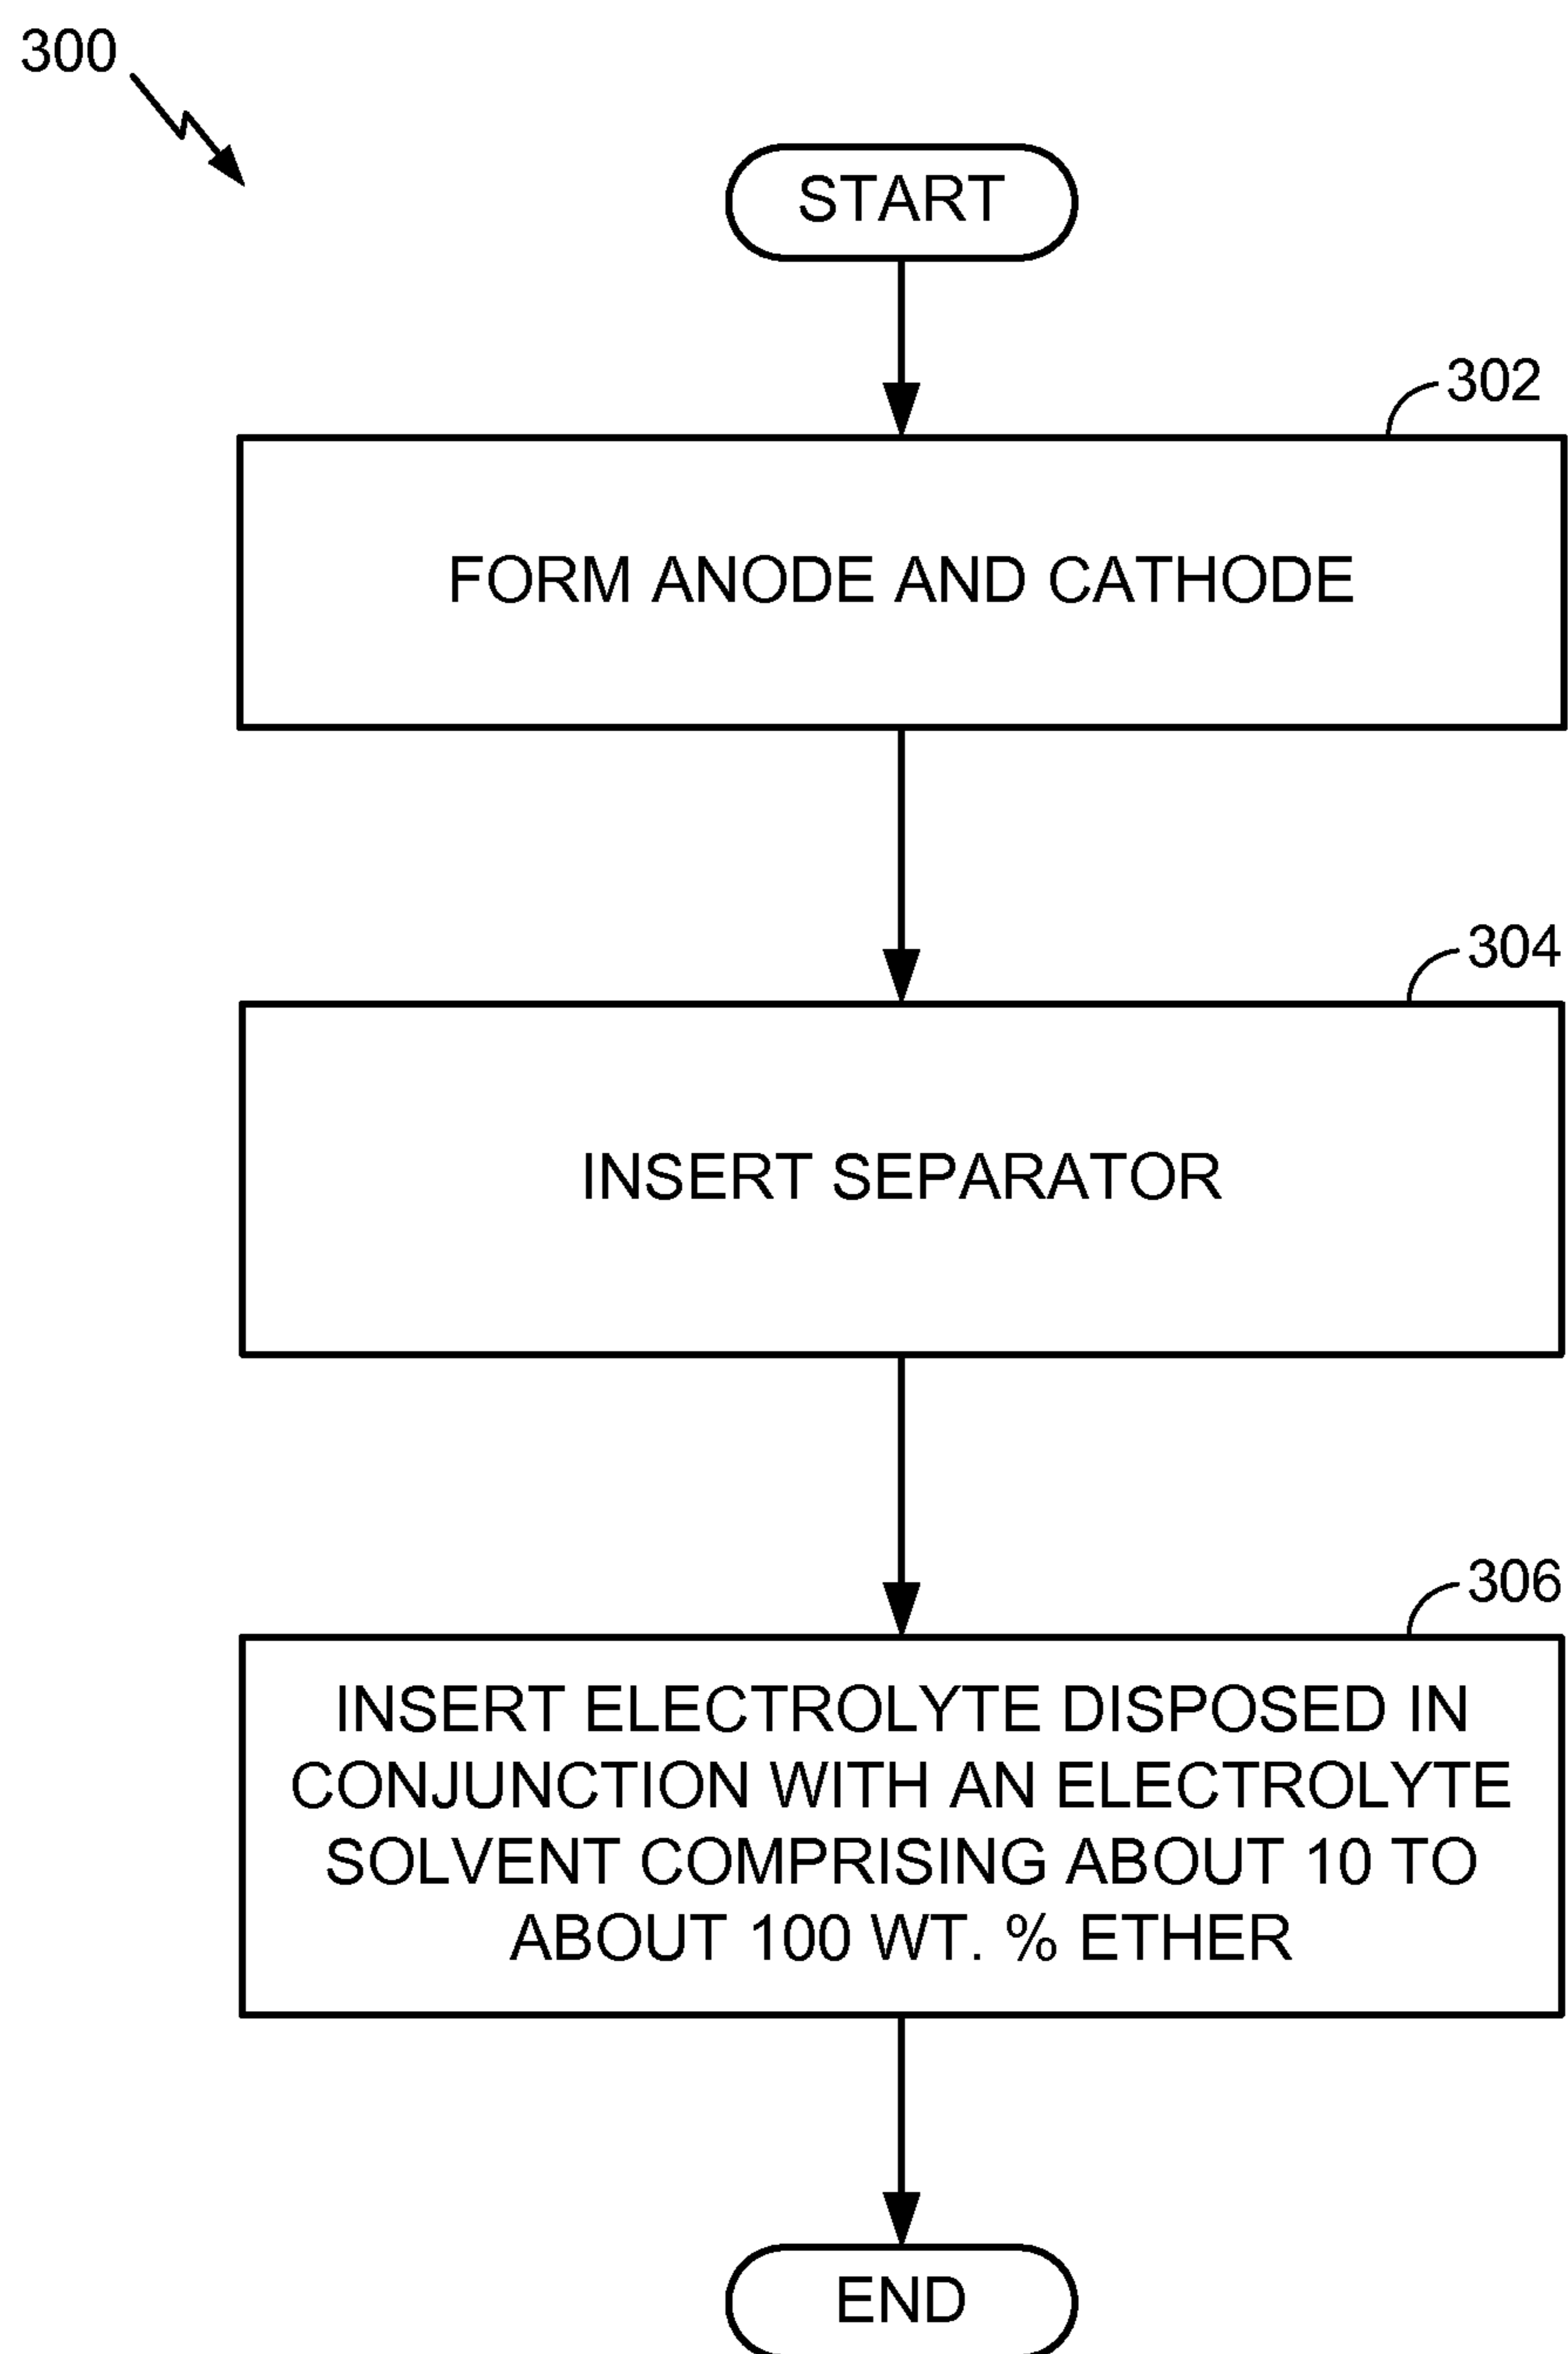 300
START
302
FORM ANODE AND CATHODE
304
INSERT SEPARATOR
306
INSERT ELECTROLYTE DISPOSED IN
CONJUNCTION WITH AN ELECTROLYTE
SOLVENT COMPRISING ABOUT 10 TO
ABOUT 100 WT. % ETHER
END